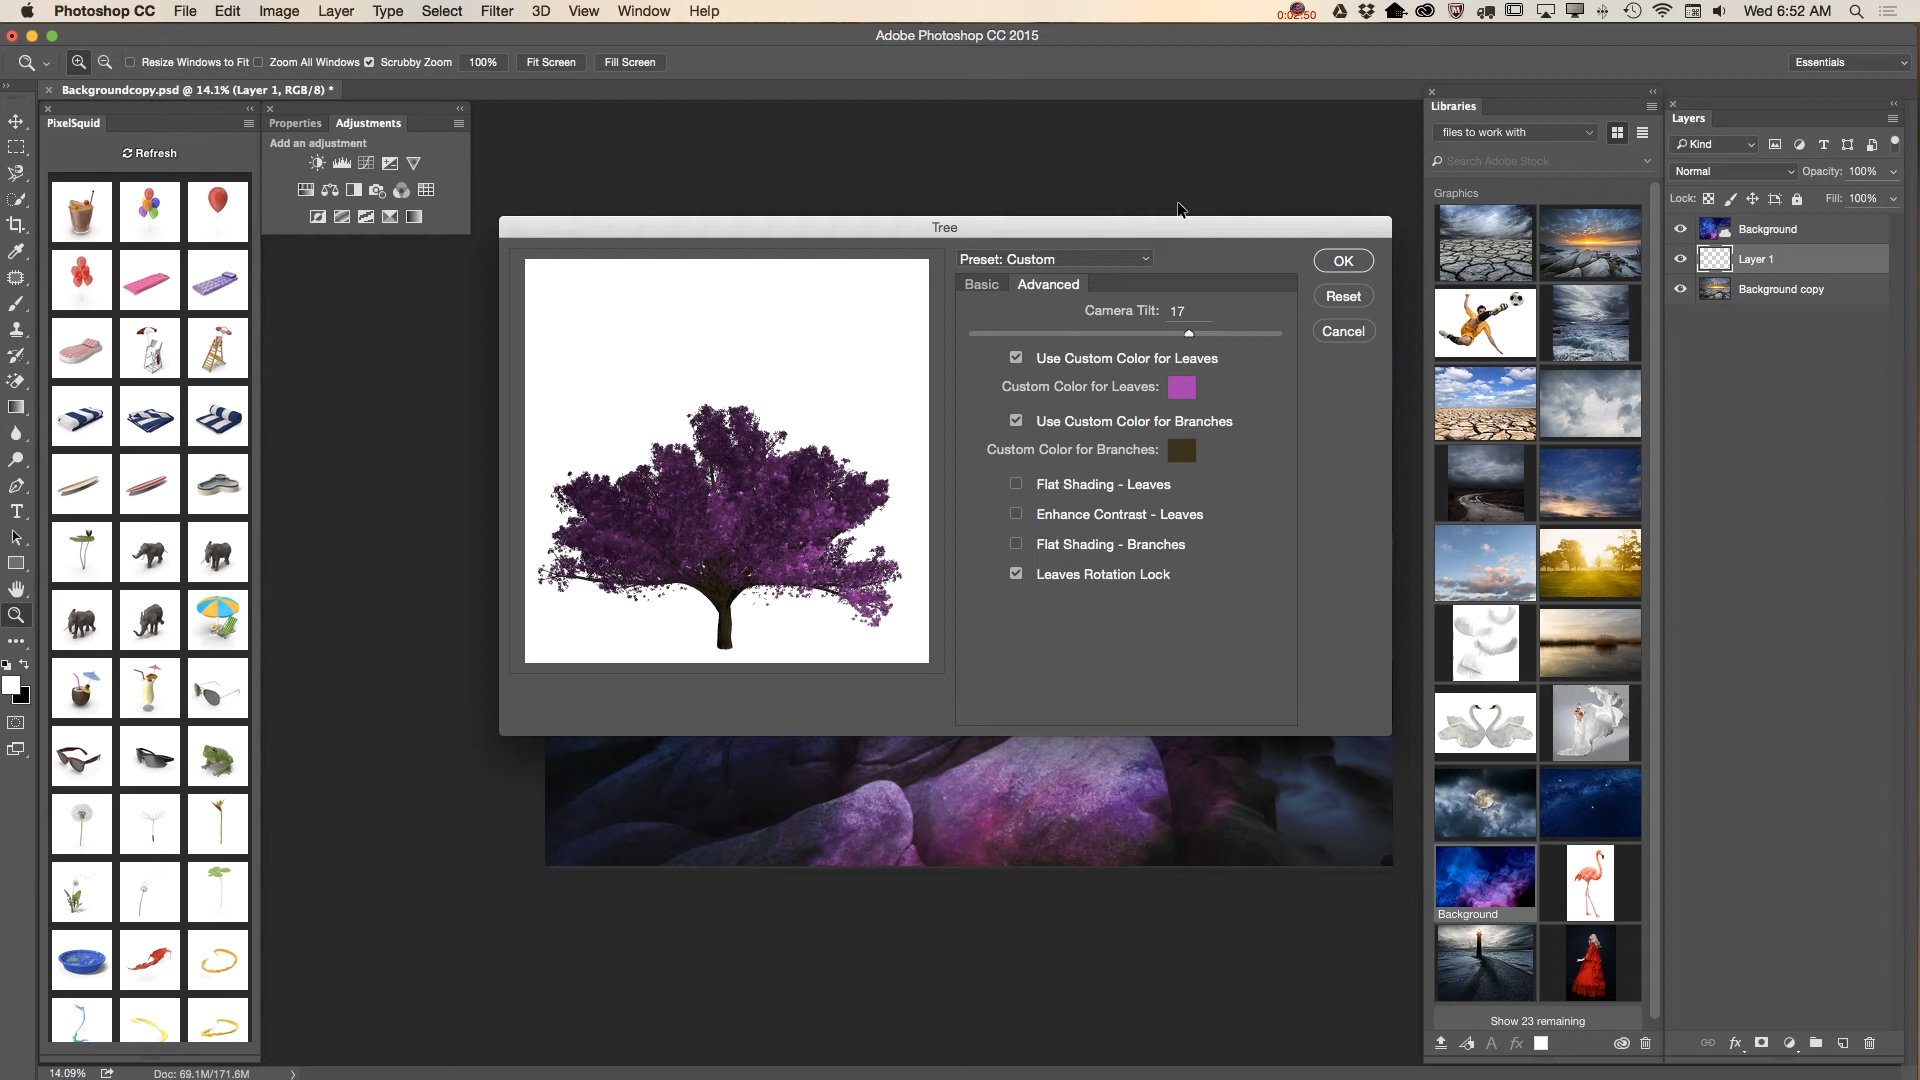 Photoshop CC File Edit Image Layer Type Select Filter 3D View Window Help
0:02:50
Wed 6:52 AM
Adobe Photoshop CC 2015
Resize Windows to Fit Zoom All Windows Scrubby Zoom 100% Fit Screen Fill Screen
Essentials
Backgroundcopy.psd @ 14.1% (Layer 1, RGB/8) *
PixelSquid
Refresh
Properties Adjustments
Add an adjustment
Tree
Preset: Custom
Basic Advanced
Camera Tilt: 17
Use Custom Color for Leaves
Custom Color for Leaves:
Use Custom Color for Branches
Custom Color for Branches:
Flat Shading - Leaves
Enhance Contrast - Leaves
Flat Shading - Branches
Leaves Rotation Lock
OK
Reset
Cancel
Libraries
files to work with
Search Adobe Stock
Graphics
Background
Show 23 remaining
Layers
Kind
Normal Opacity: 100%
Lock: Fill: 100%
Background
Layer 1
Background copy
14.09% Doc: 69.1M/171.6M